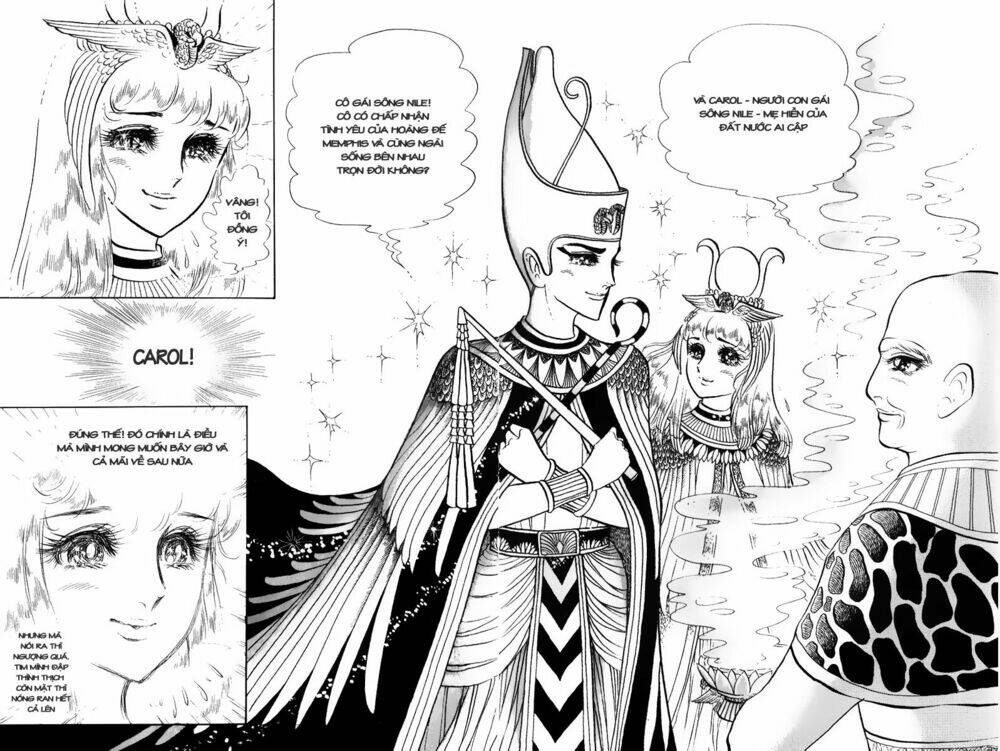 VÀ CAROL - NGƯỜI CON GÁI
SÔNG NILE - MẸ HIỀN CỦA
ĐẤT NƯỚC AI CẬP
CÔ GÁI SÔNG NILE!
CÔ CÓ CHẤP NHẬN
TÌNH YÊU CỦA HOÀNG ĐẾ
MEMPHIS VÀ CÙNG NGÀI
SỐNG BÊN NHAU
TRỌN ĐỜI KHÔNG?
VÂNG!
TÔI
ĐỒNG
Ý!
CAROL!
ĐÚNG THẾ! ĐÓ CHÍNH LÀ ĐIỀU
MÀ MÌNH MONG MUỐN BÂY GIỜ VÀ
CẢ MÃI VỀ SAU NỮA
NHƯNG MÀ
NÓI RA THÌ
NGƯỢNG QUÁ,
TIM MÌNH ĐẬP
THÌNH THỊCH
CÒN MẶT THÌ
NÓNG RAN HẾT
CẢ LÊN